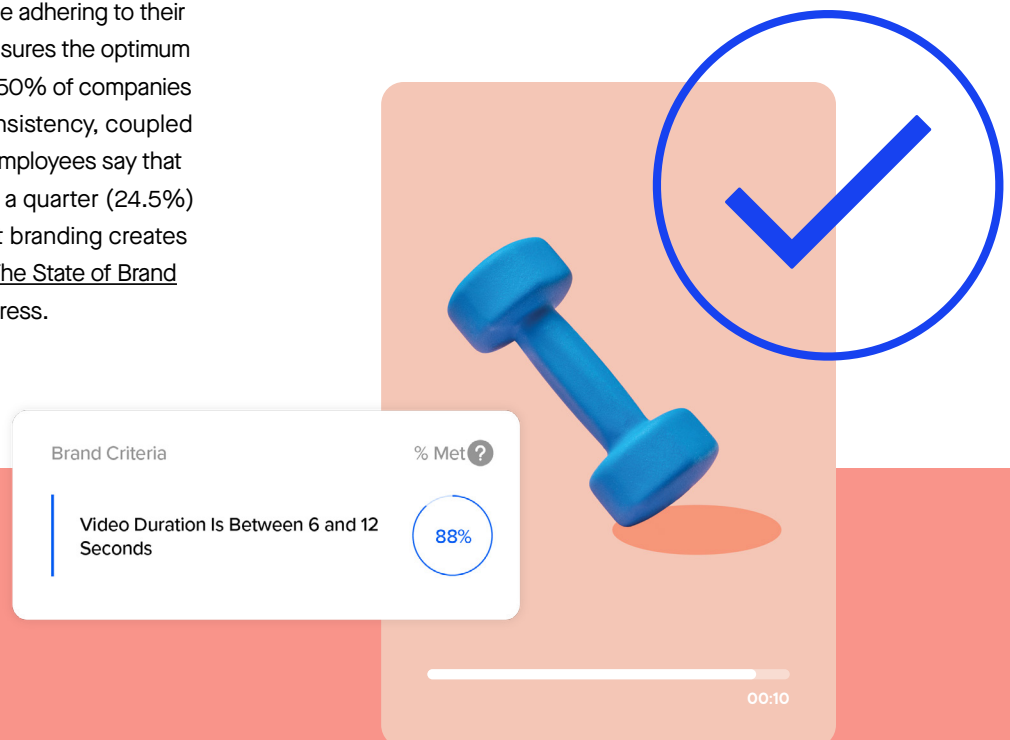 e adhering to their
sures the optimum
50% of companies
nsistency, coupled
mployees say that
a quarter (24.5%)
t branding creates
The State of Brand
ress.
Brand Criteria
% Met ?
Video Duration Is Between 6 and 12
Seconds
88%
00:10